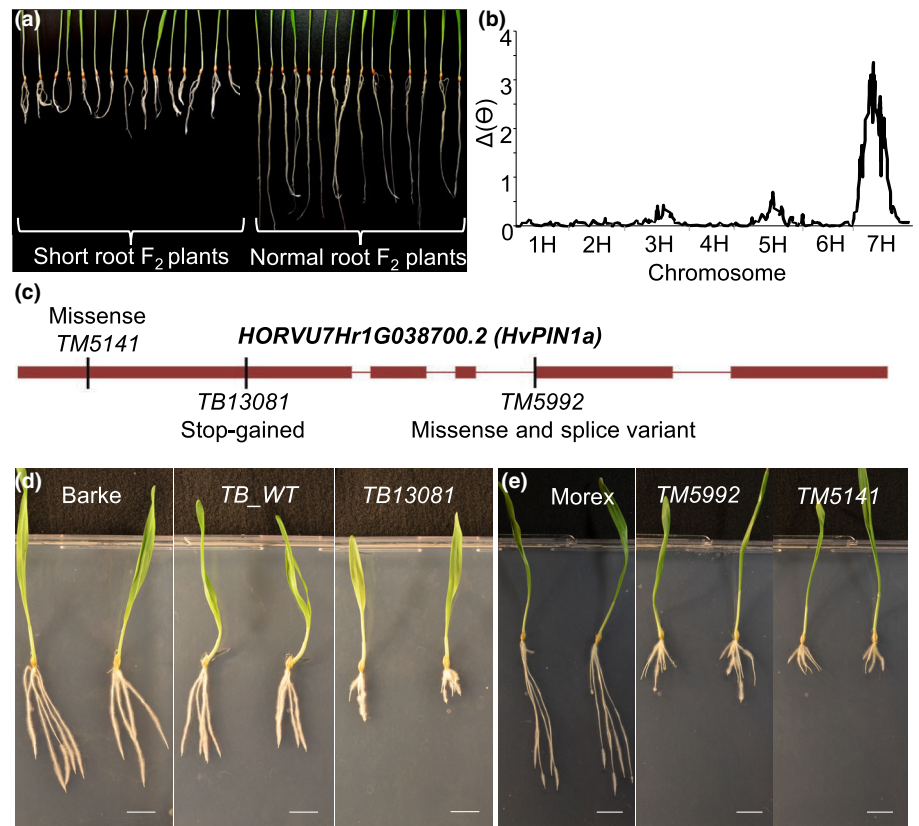 (a)
Short root F₂ plants
Normal root F₂ plants
(b)
4
3
2
1
0
Δ(Θ)
1H 2H 3H 4H 5H 6H 7H
Chromosome
(c)
Missense
TM5141
HORVU7Hr1G038700.2 (HvPIN1a)
TB13081
Stop-gained
TM5992
Missense and splice variant
(d)
Barke
TB_WT
TB13081
(e)
Morex
TM5992
TM5141